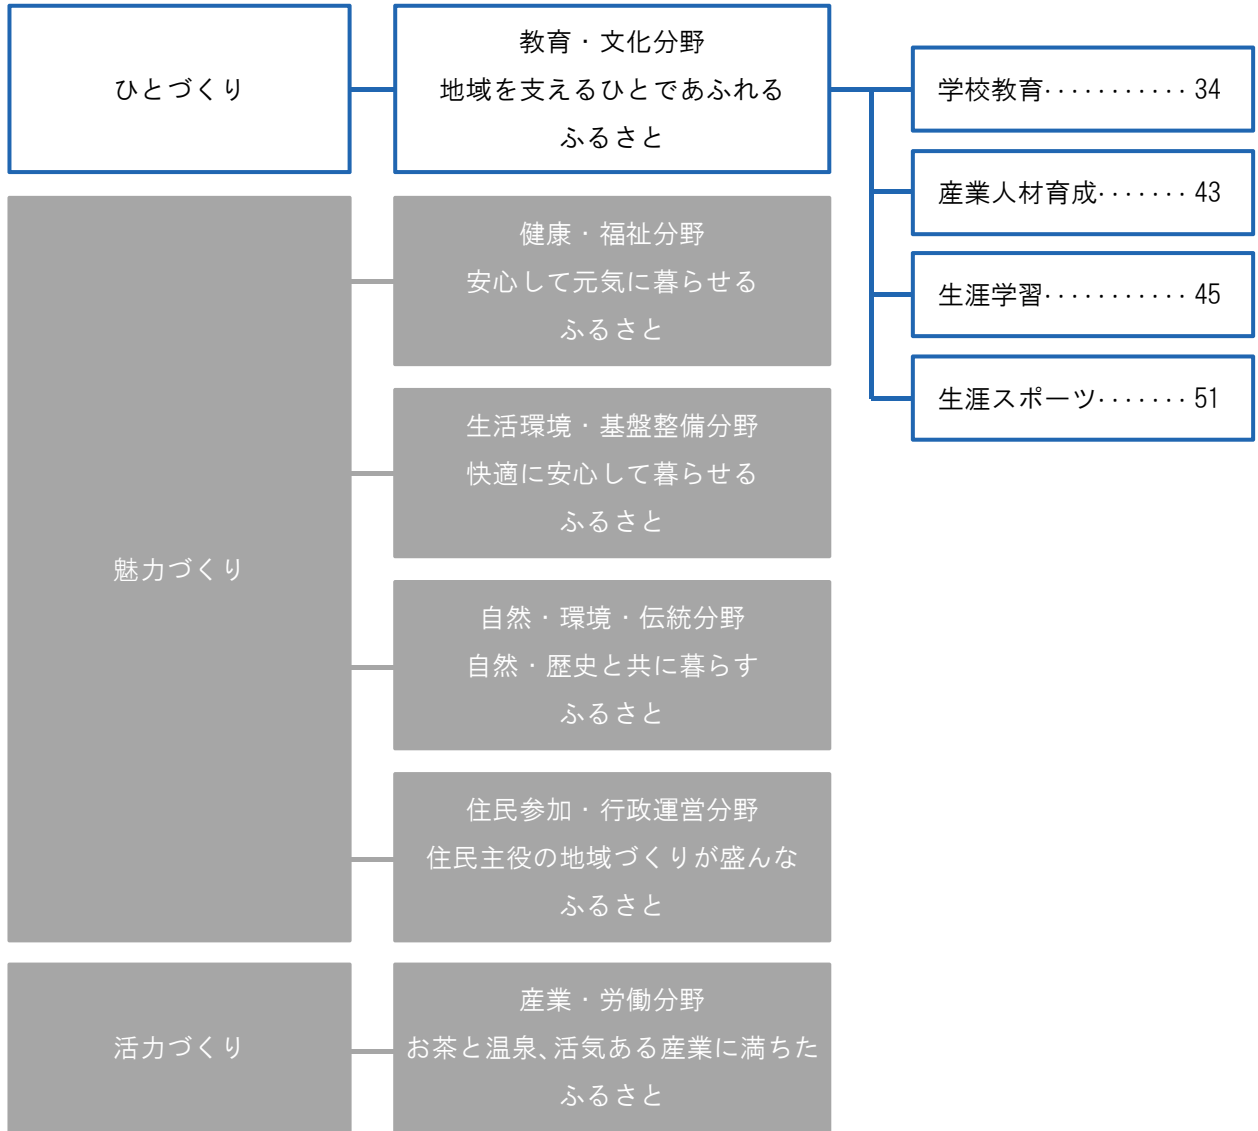 ひとづくり
教育・文化分野
地域を支えるひとであふれる
ふるさと
学校教育・・・・・・・・・・・34
産業人材育成・・・・・・・43
生涯学習・・・・・・・・・・・45
生涯スポーツ・・・・・・・51
魅力づくり
健康・福祉分野
安心して元気に暮らせる
ふるさと
生活環境・基盤整備分野
快適に安心して暮らせる
ふるさと
自然・環境・伝統分野
自然・歴史と共に暮らす
ふるさと
住民参加・行政運営分野
住民主役の地域づくりが盛んな
ふるさと
活力づくり
産業・労働分野
お茶と温泉、活気ある産業に満ちた
ふるさと